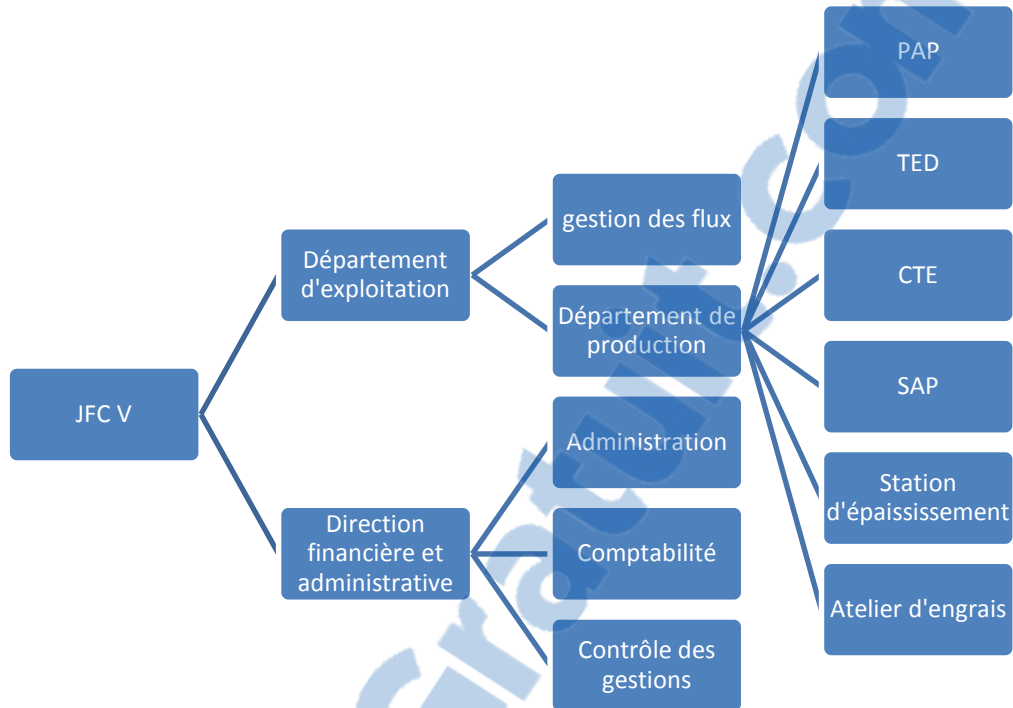 JFC V
Département
d'exploitation
Direction
financière et
administrative
gestion des flux
Département de
production
Administration
Comptabilité
Contrôle des
gestions
PAP
TED
CTE
SAP
Station
d'épaississement
Atelier d'engrais